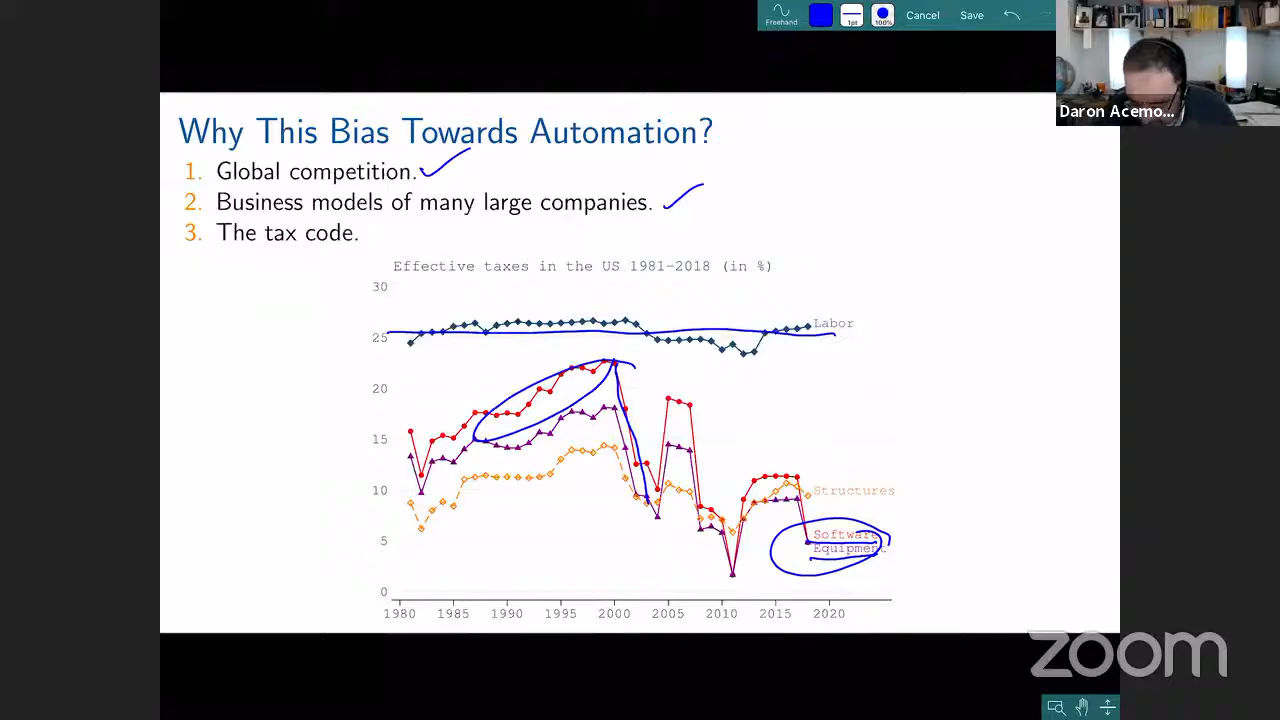 Freehand
1pt
100%
Cancel
Save
Daron Acemo...
Why This Bias Towards Automation?
1. Global competition.
2. Business models of many large companies.
3. The tax code.
Effective taxes in the US 1981–2018 (in %)
30
25
20
15
10
5
0
Labor
Structures
Software
Equipment
1980 1985 1990 1995 2000 2005 2010 2015 2020
zoom